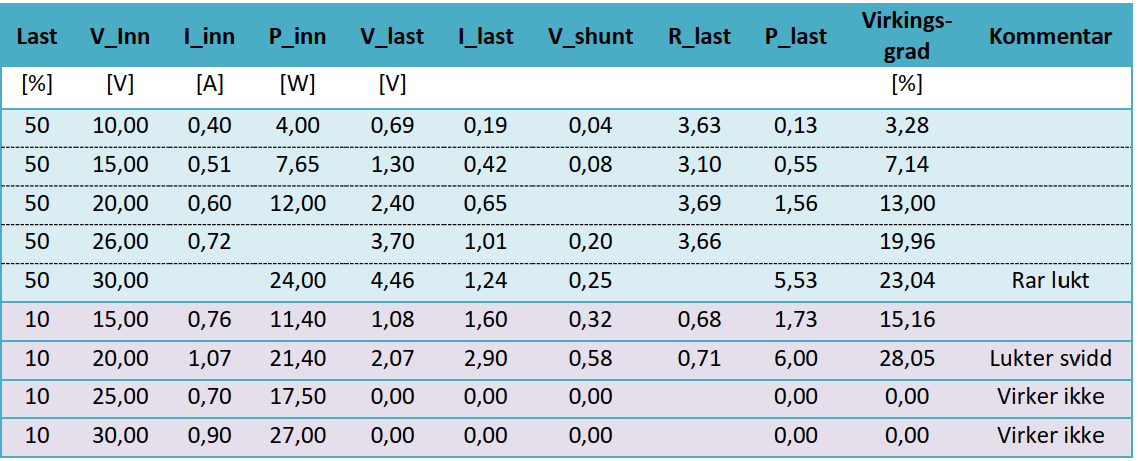 Last V_Inn I_inn P_inn V_last I_last V_shunt R_last P_last Virkings-grad Kommentar
[%] [V] [A] [W] [V] [%]
50 10,00 0,40 4,00 0,69 0,19 0,04 3,63 0,13 3,28
50 15,00 0,51 7,65 1,30 0,42 0,08 3,10 0,55 7,14
50 20,00 0,60 12,00 2,40 0,65 3,69 1,56 13,00
50 26,00 0,72 3,70 1,01 0,20 3,66 19,96
50 30,00 24,00 4,46 1,24 0,25 5,53 23,04 Rar lukt
10 15,00 0,76 11,40 1,08 1,60 0,32 0,68 1,73 15,16
10 20,00 1,07 21,40 2,07 2,90 0,58 0,71 6,00 28,05 Lukter svidd
10 25,00 0,70 17,50 0,00 0,00 0,00 0,00 0,00 Virker ikke
10 30,00 0,90 27,00 0,00 0,00 0,00 0,00 0,00 Virker ikke